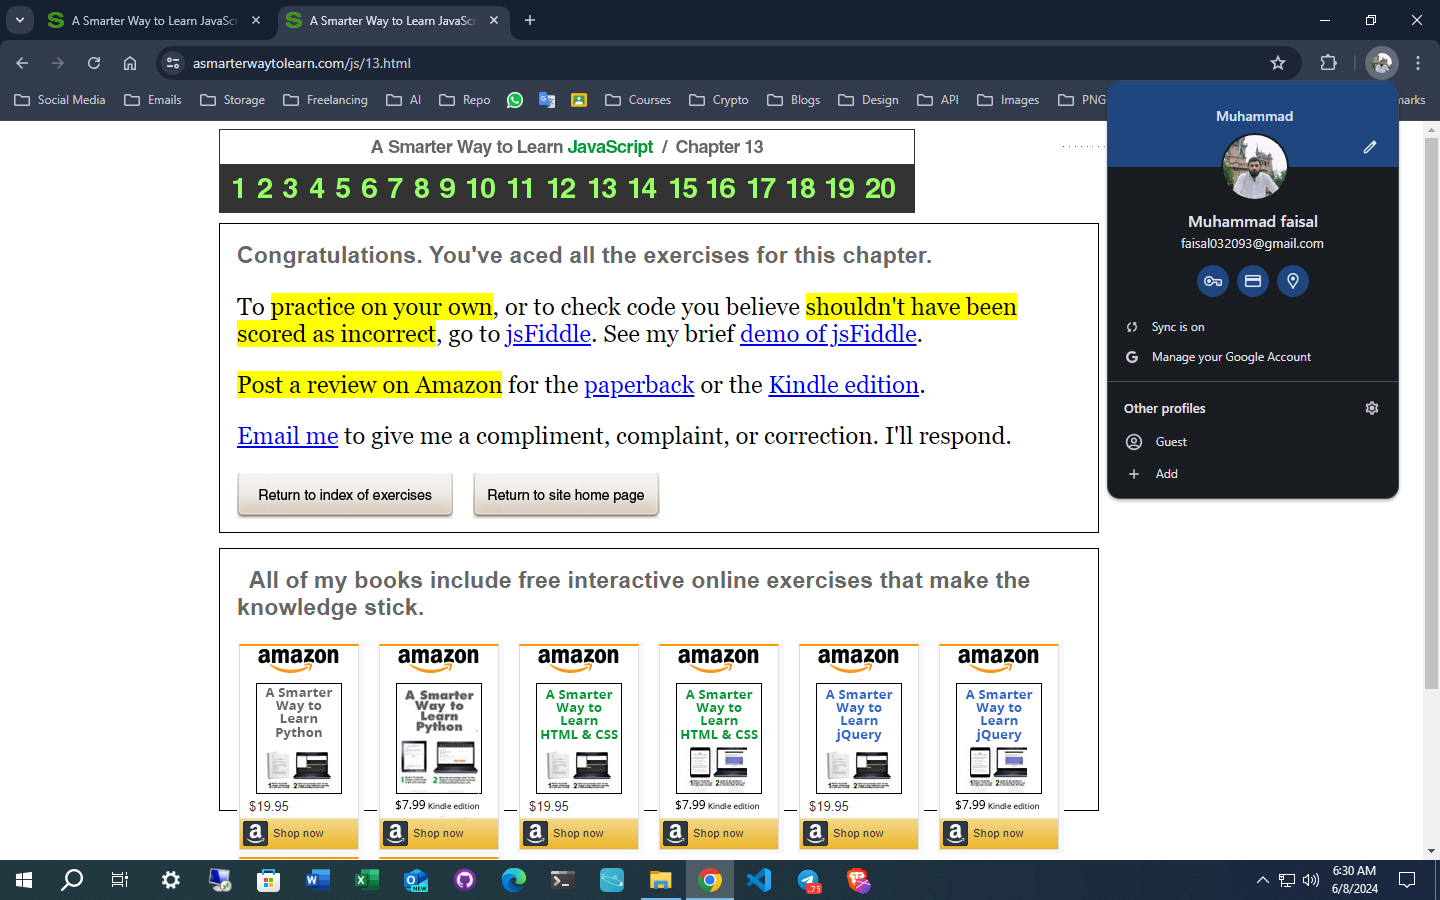 A Smarter Way to Learn JavaScr
A Smarter Way to Learn JavaSc
asmarterwaytolearn.com/js/13.html
Social Media
Emails
Storage
Freelancing
AI
Repo
Courses
Crypto
Blogs
Design
API
Images
PNG
marks
A Smarter Way to Learn JavaScript / Chapter 13
1 2 3 4 5 6 7 8 9 10 11 12 13 14 15 16 17 18 19 20
Congratulations. You've aced all the exercises for this chapter.
To practice on your own, or to check code you believe shouldn't have been
scored as incorrect, go to jsFiddle. See my brief demo of jsFiddle.
Post a review on Amazon for the paperback or the Kindle edition.
Email me to give me a compliment, complaint, or correction. I'll respond.
Return to index of exercises
Return to site home page
Muhammad
Muhammad faisal
faisal032093@gmail.com
Sync is on
Manage your Google Account
Other profiles
Guest
Add
All of my books include free interactive online exercises that make the
knowledge stick.
amazon
A Smarter
Way to
Learn
Python
$19.95
Shop now
amazon
A Smarter
Way to
Learn
Python
$7.99 Kindle edition
Shop now
amazon
A Smarter
Way to
Learn
HTML & CSS
$19.95
Shop now
amazon
A Smarter
Way to
Learn
HTML & CSS
$7.99 Kindle edition
Shop now
amazon
A Smarter
Way to
Learn
jQuery
$19.95
Shop now
amazon
A Smarter
Way to
Learn
jQuery
$7.99 Kindle edition
Shop now
NEW
75
6:30 AM
6/8/2024